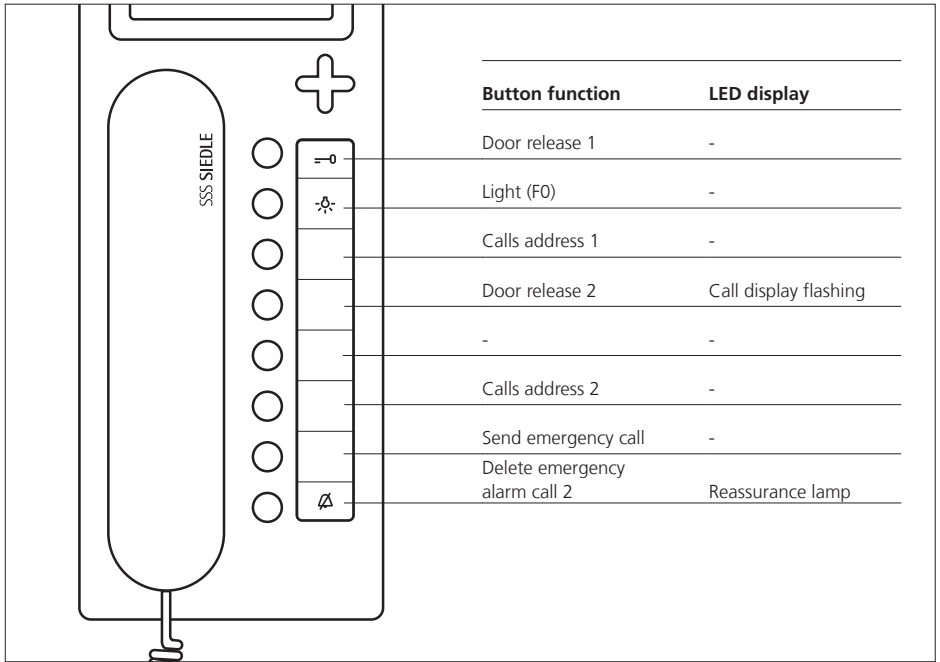 SSS SIEDLE
Button function LED display
Door release 1 -
Light (F0) -
Calls address 1 -
Door release 2 Call display flashing
- -
Calls address 2 -
Send emergency call -
Delete emergency
alarm call 2 Reassurance lamp